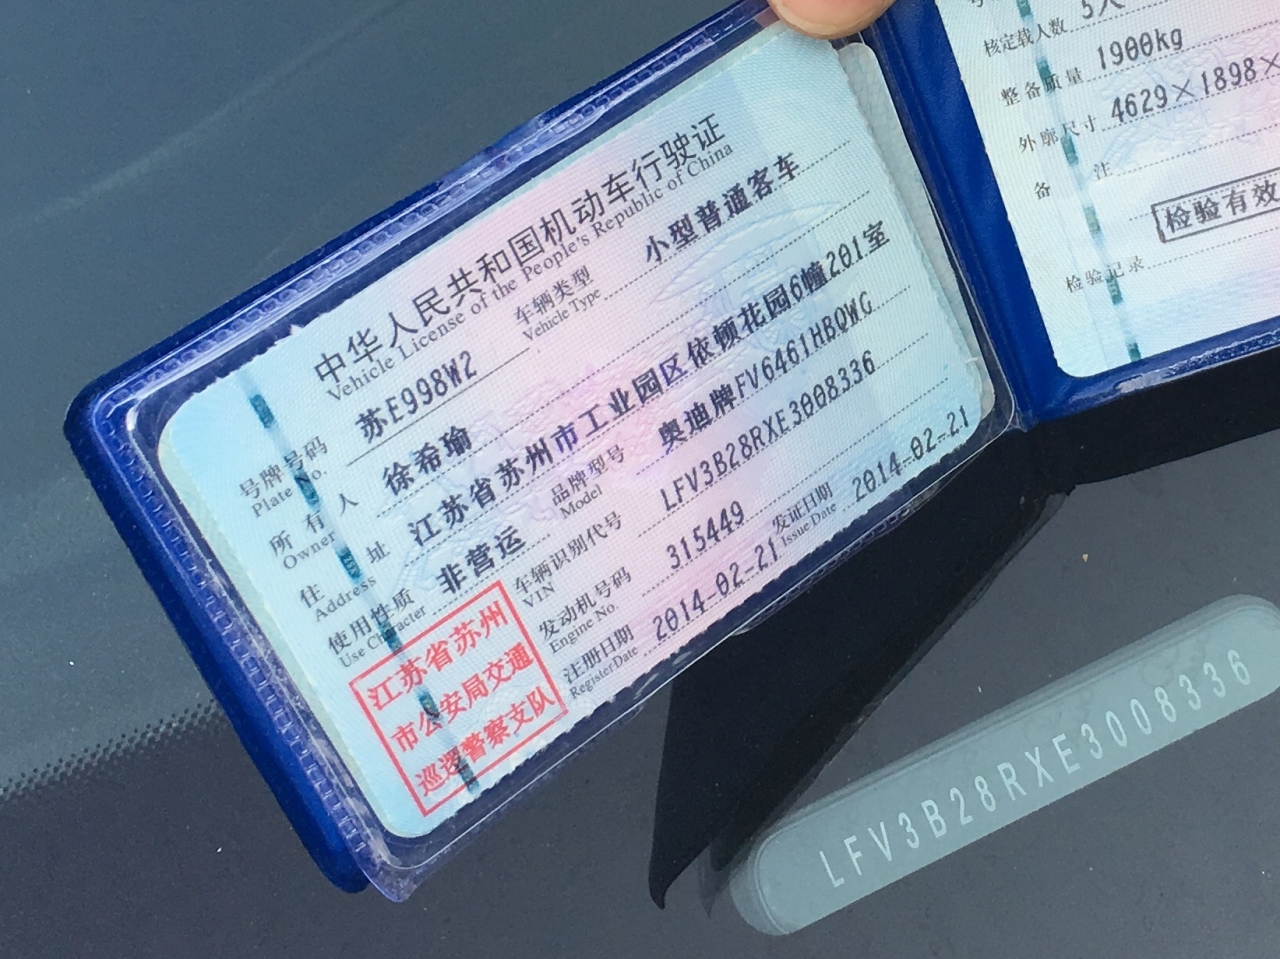 中华人民共和国机动车行驶证
Vehicle License of the People's Republic of China
号牌号码 苏E998W2 车辆类型 小型普通客车
Plate No. Vehicle Type
所有人 徐希瑜
Owner
住址 江苏省苏州市工业园区依顿花园6幢201室
Address
使用性质 非营运 品牌型号 奥迪牌FV6461HBQWG
Use Character Model
车辆识别代号 LFV3B28RXE3008336
VIN
发动机号码 315449
Engine No.
注册日期 2014-02-21 发证日期 2014-02-21
Register Date Issue Date
江苏省苏州
市公安局交通
巡逻警察支队
核定载人数 5人
整备质量 1900kg
外廓尺寸 4629×1898×
备注
检验有效
检验记录
LFV3B28RXE3008336